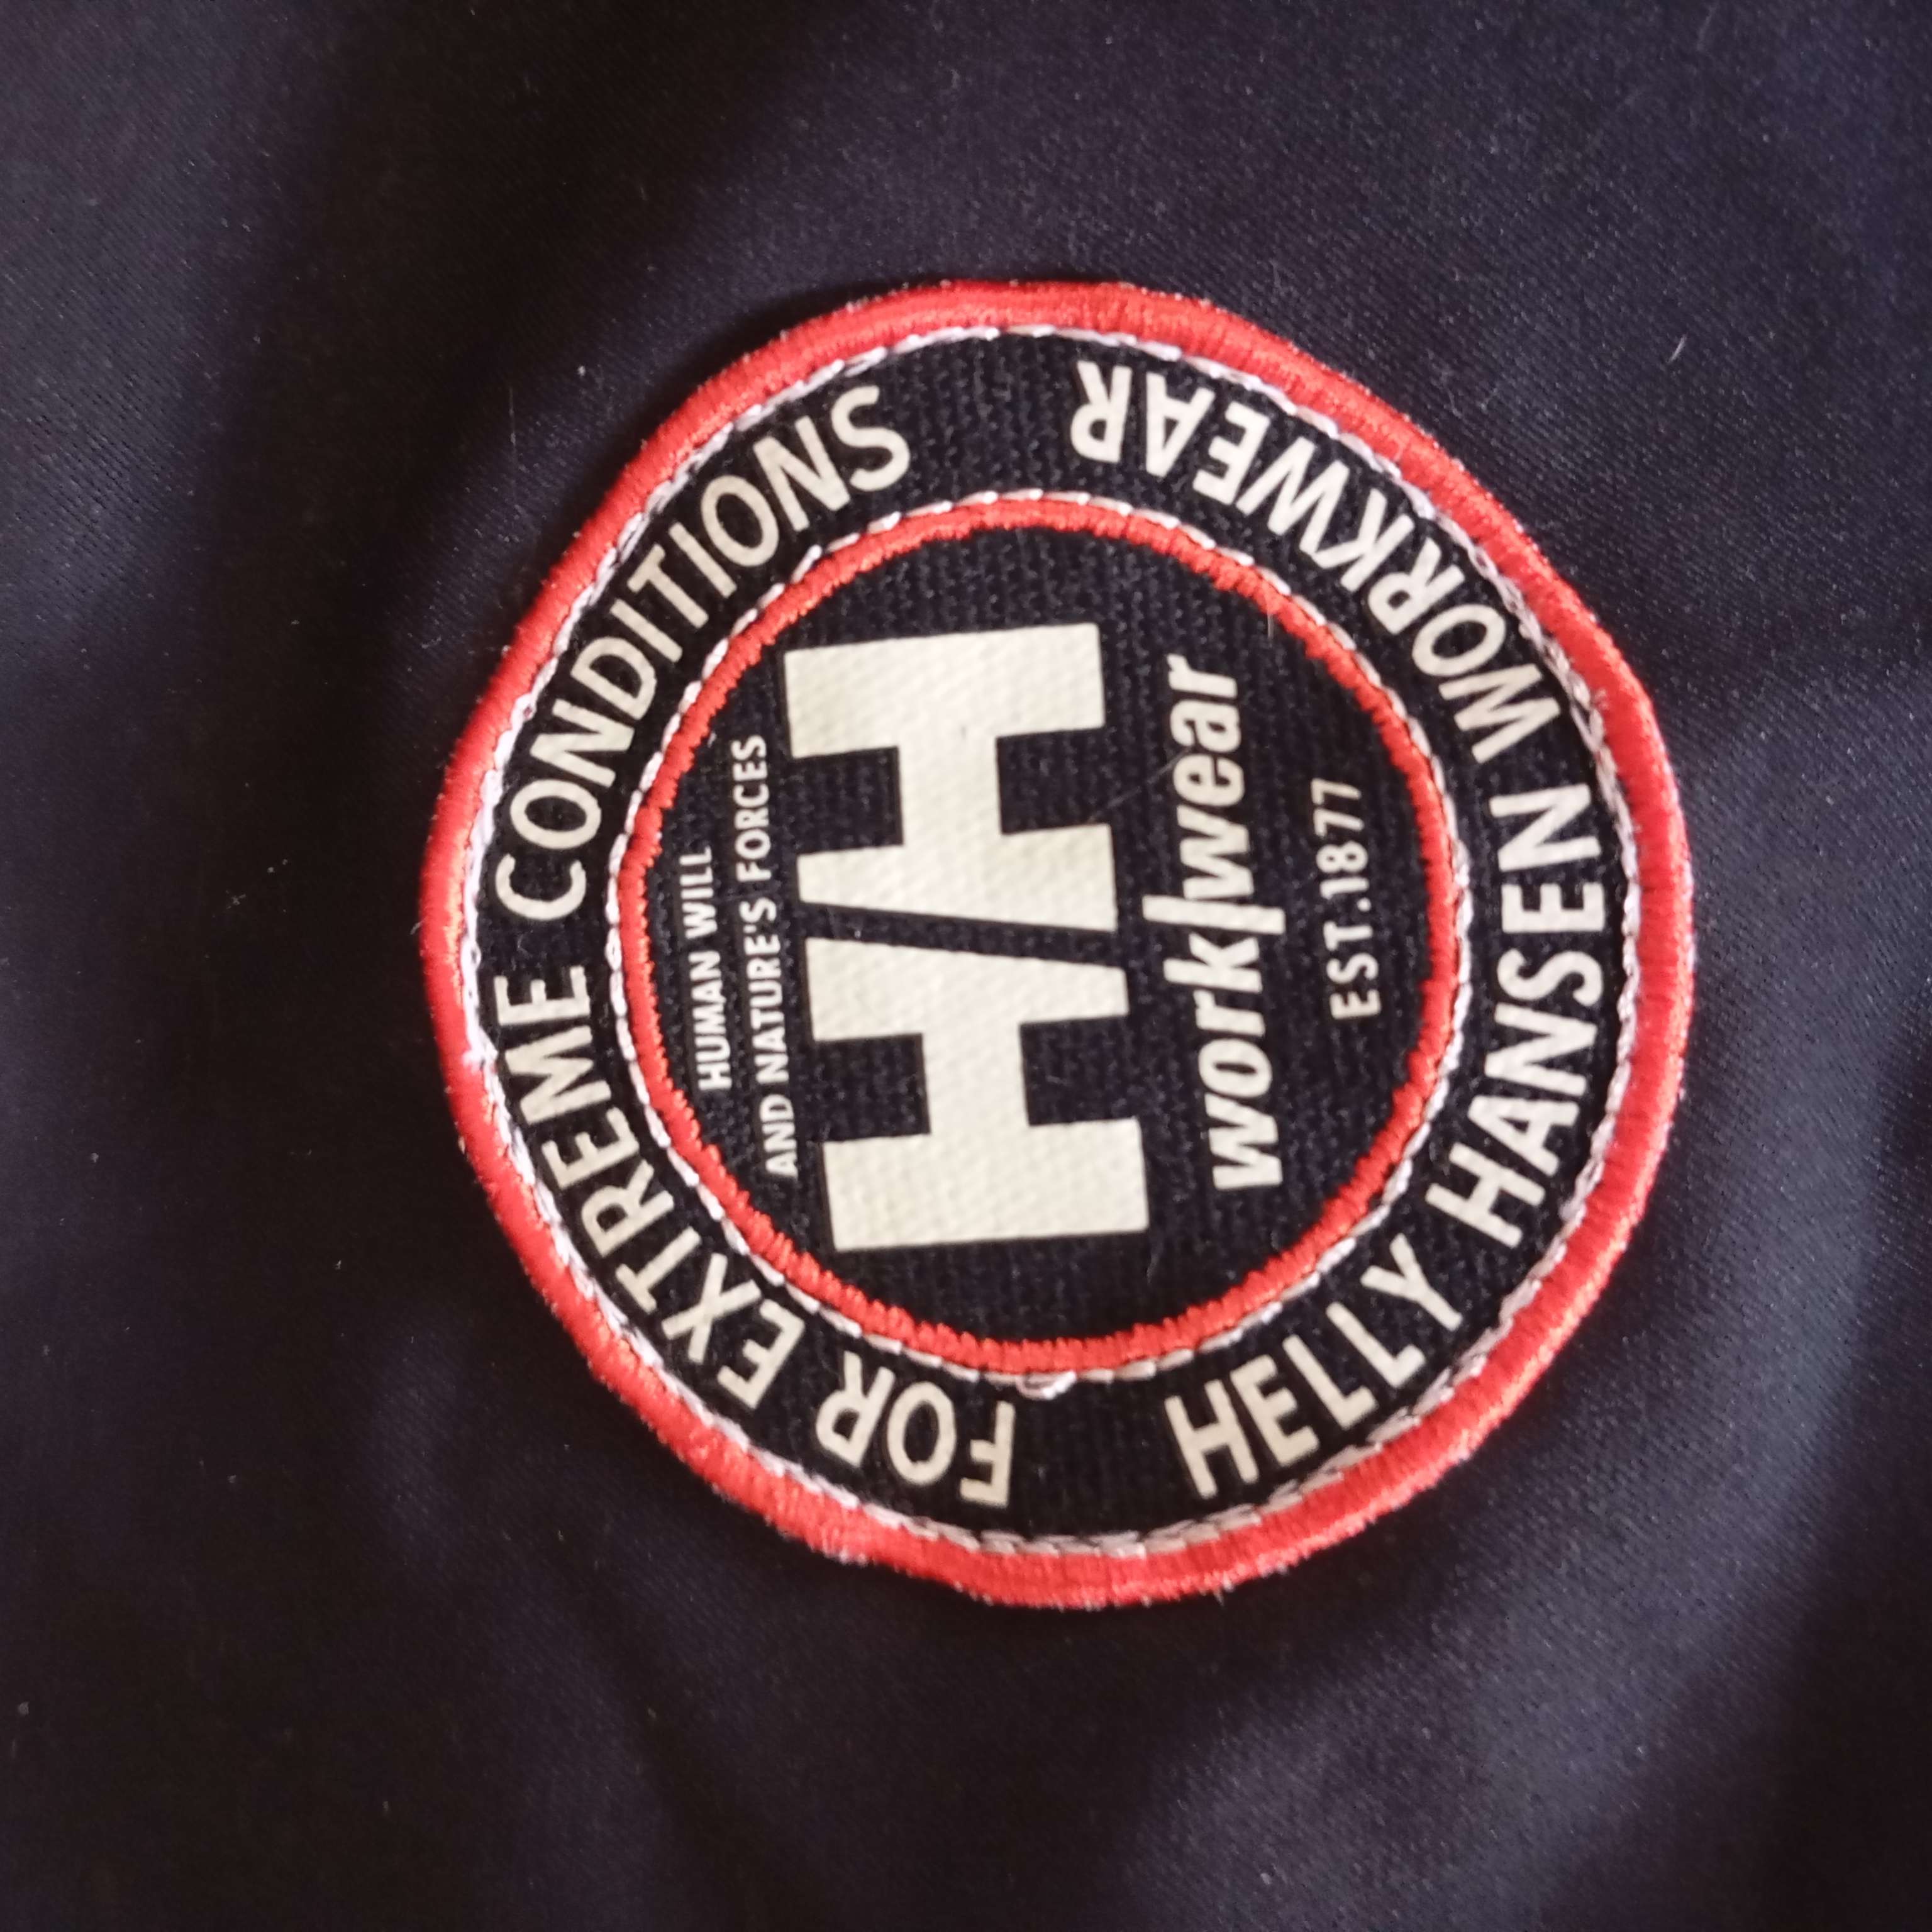 FOR EXTREME CONDITIONS
HUMAN WILL
AND NATURE'S FORCES
HH
work|wear
EST.1877
HELLY HANSEN WORKWEAR